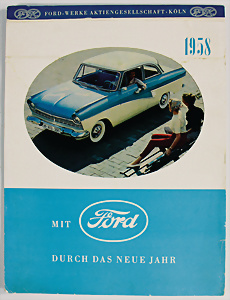 FORD-WERKE AKTIENGESELLSCHAFT·KÖLN
1958
MIT Ford
DURCH DAS NEUE JAHR